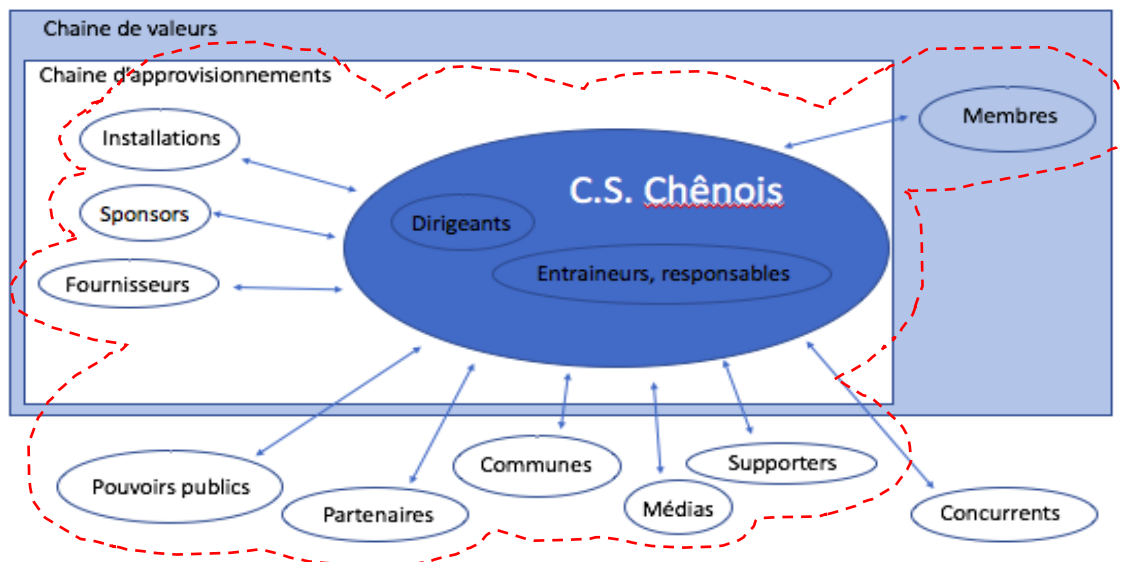 Chaine de valeurs
Chaine d'approvisionnements
Membres
Installations
C.S. Chênois
Sponsors
Dirigeants
Entraineurs, responsables
Fournisseurs
Communes
Supporters
Pouvoirs publics
Médias
Partenaires
Concurrents